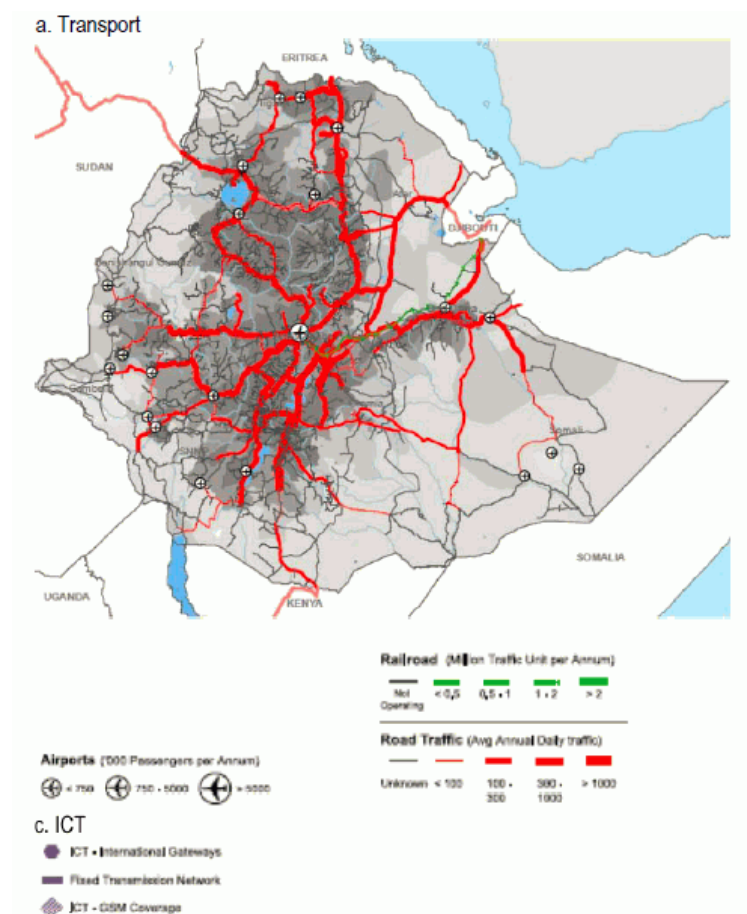 a. Transport
ERITREA
SUDAN
DJIBOUTI
Benishangul Gumuz
Gambela
SNNP
Somali
SOMALIA
UGANDA
KENYA
Railroad (Million Traffic Unit per Annum)
Not Operating < 0,5 0,5 - 1 1 - 2 > 2
Road Traffic (Avg Annual Daily traffic)
Unknown < 100 100 - 300 300 - 1000 > 1000
Airports ('000 Passengers per Annum)
< 750 750 - 5000 > 5000
c. ICT
ICT - International Gateways
Fixed Transmission Network
ICT - GSM Coverage